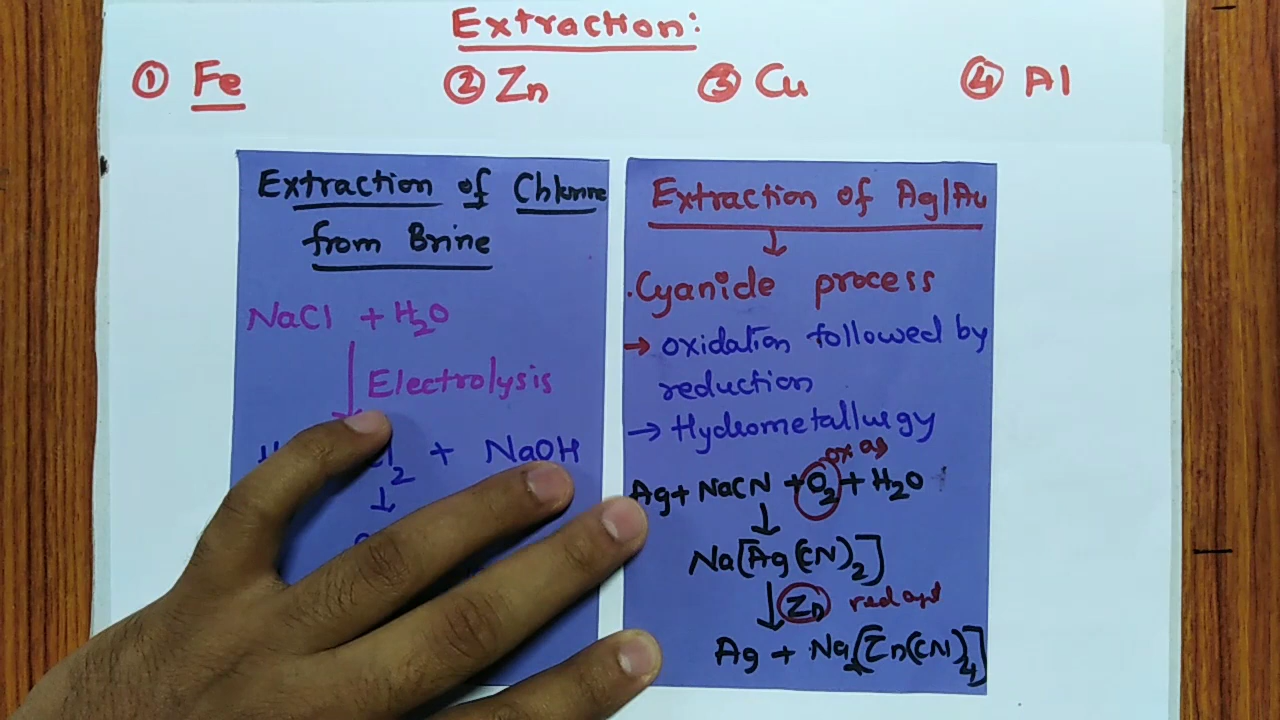 Extraction:
① Fe ② Zn ③ Cu ④ Al
Extraction of Chlorine
from Brine
NaCl + H₂O
Electrolysis
+ NaOH
Extraction of Ag/Au
Cyanide process
→ oxidation followed by
reduction
→ Hydrometallurgy
ox ag
Ag + NaCN + O₂ + H₂O
Na[Ag(CN)₂]
Zn red agt
Ag + Na₂[Zn(CN)₄]